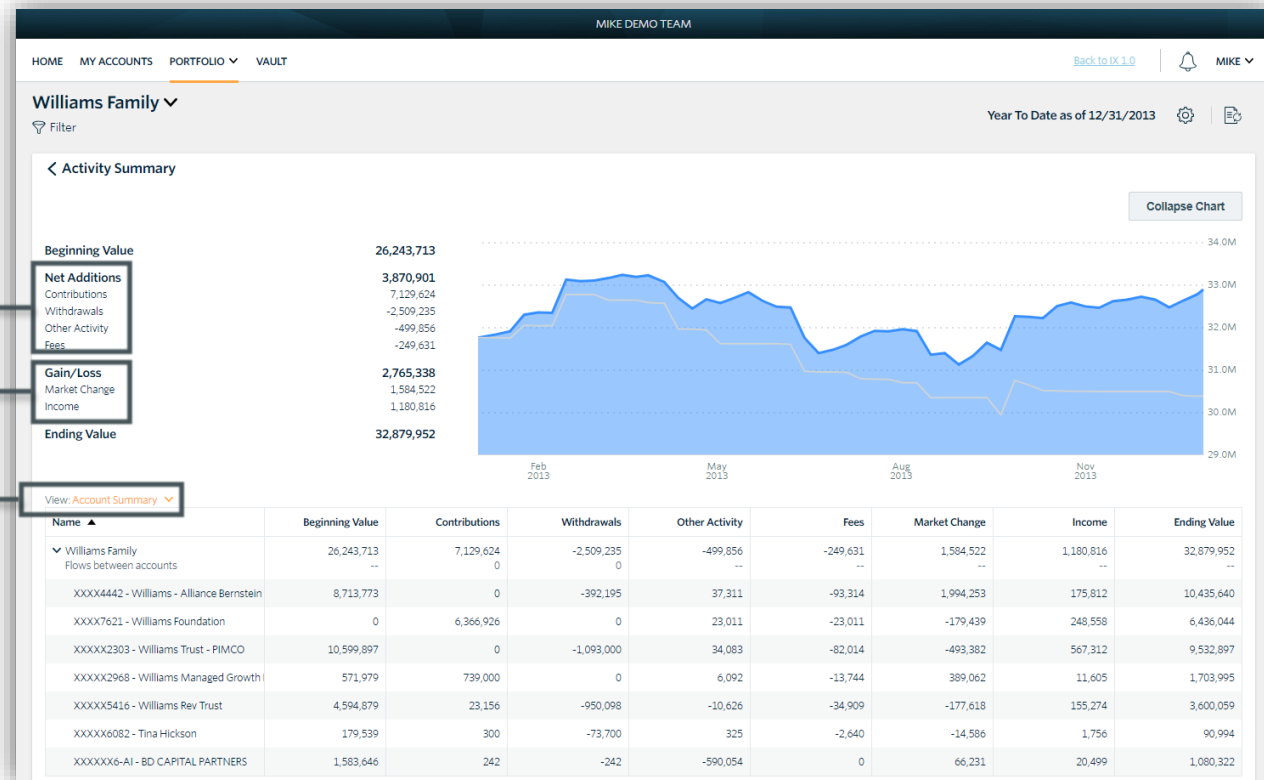 MIKE DEMO TEAM
HOME MY ACCOUNTS PORTFOLIO VAULT Back to IX 1.0 MIKE
Williams Family
Filter
Year To Date as of 12/31/2013
Activity Summary
Collapse Chart
Beginning Value 26,243,713
Net Additions 3,870,901
Contributions 7,129,624
Withdrawals -2,509,235
Other Activity -499,856
Fees -249,631
Gain/Loss 2,765,338
Market Change 1,584,522
Income 1,180,816
Ending Value 32,879,952
34.0M
33.0M
32.0M
31.0M
30.0M
29.0M
Feb May Aug Nov
2013 2013 2013 2013
View: Account Summary
Name Beginning Value Contributions Withdrawals Other Activity Fees Market Change Income Ending Value
Williams Family 26,243,713 7,129,624 -2,509,235 -499,856 -249,631 1,584,522 1,180,816 32,879,952
Flows between accounts -- 0 0 -- -- -- -- --
XXXX4442 - Williams - Alliance Bernstein 8,713,773 0 -392,195 37,311 -93,314 1,994,253 175,812 10,435,640
XXXX7621 - Williams Foundation 0 6,366,926 0 23,011 -23,011 -179,439 248,558 6,436,044
XXXXX2303 - Williams Trust - PIMCO 10,599,897 0 -1,093,000 34,083 -82,014 -493,382 567,312 9,532,897
XXXXX2968 - Williams Managed Growth 571,979 739,000 0 6,092 -13,744 389,062 11,605 1,703,995
XXXXX5416 - Williams Rev Trust 4,594,879 23,156 -950,098 -10,626 -34,909 -177,618 155,274 3,600,059
XXXXX6082 - Tina Hickson 179,539 300 -73,700 325 -2,640 -14,586 1,756 90,994
XXXXXX6-AI - BD CAPITAL PARTNERS 1,583,646 242 -242 -590,054 0 66,231 20,499 1,080,322